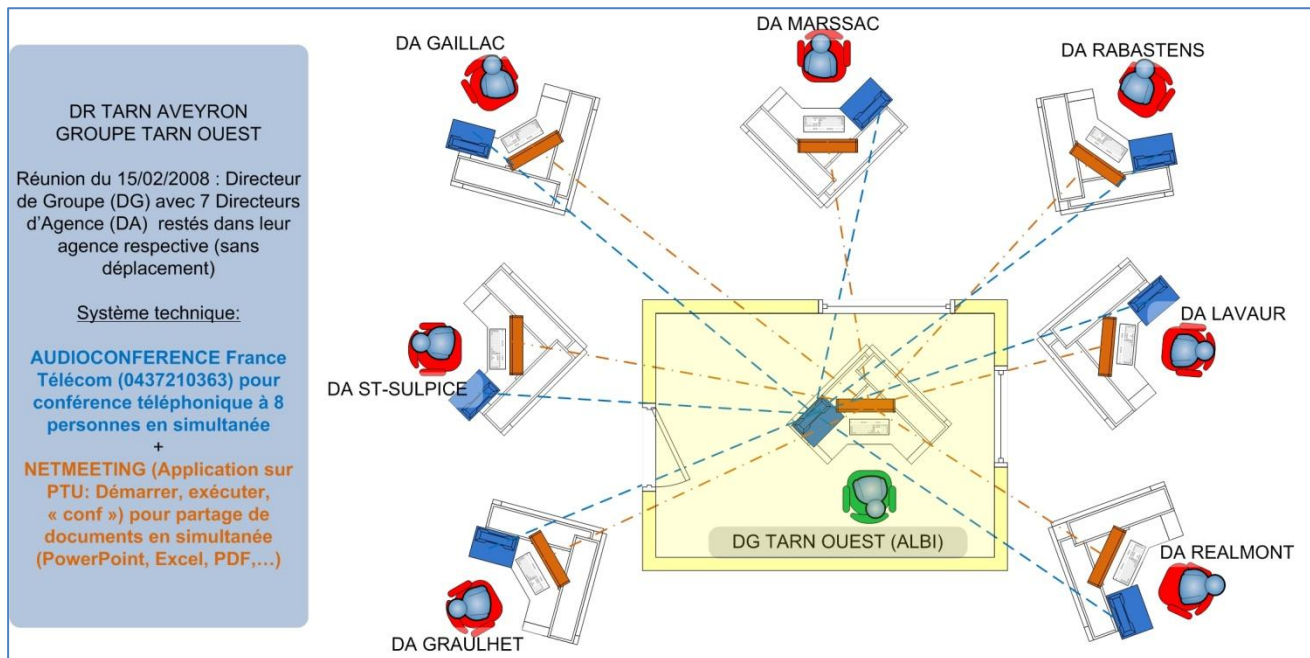 DR TARN AVEYRON
GROUPE TARN OUEST
Réunion du 15/02/2008 : Directeur
de Groupe (DG) avec 7 Directeurs
d'Agence (DA) restés dans leur
agence respective (sans
déplacement)
Système technique:
AUDIOCONFERENCE France
Télécom (0437210363) pour
conférence téléphonique à 8
personnes en simultanée
+
NETMEETING (Application sur
PTU: Démarrer, exécuter,
« conf ») pour partage de
documents en simultanée
(PowerPoint, Excel, PDF,…)
DA GAILLAC
DA MARSSAC
DA RABASTENS
DA ST-SULPICE
DA LAVAUR
DA GRAULHET
DG TARN OUEST (ALBI)
DA REALMONT